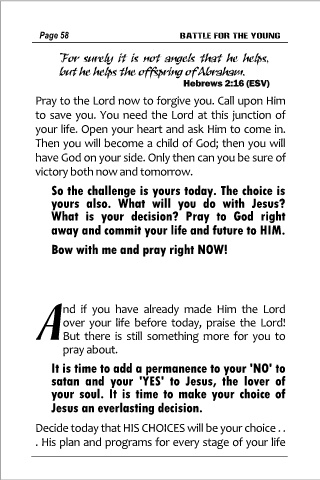 Page 58 BATTLE FOR THE YOUNG
"For surely it is not angels that he helps,
but he helps the offspring of Abraham.
Hebrews 2:16 (ESV)
Pray to the Lord now to forgive you. Call upon Him
to save you. You need the Lord at this junction of
your life. Open your heart and ask Him to come in.
Then you will become a child of God; then you will
have God on your side. Only then can you be sure of
victory both now and tomorrow.
So the challenge is yours today. The choice is
yours also. What will you do with Jesus?
What is your decision? Pray to God right
away and commit your life and future to HIM.
Bow with me and pray right NOW!
And if you have already made Him the Lord
over your life before today, praise the Lord!
But there is still something more for you to
pray about.
It is time to add a permanence to your 'NO' to
satan and your 'YES' to Jesus, the lover of
your soul. It is time to make your choice of
Jesus an everlasting decision.
Decide today that HIS CHOICES will be your choice . .
. His plan and programs for every stage of your life